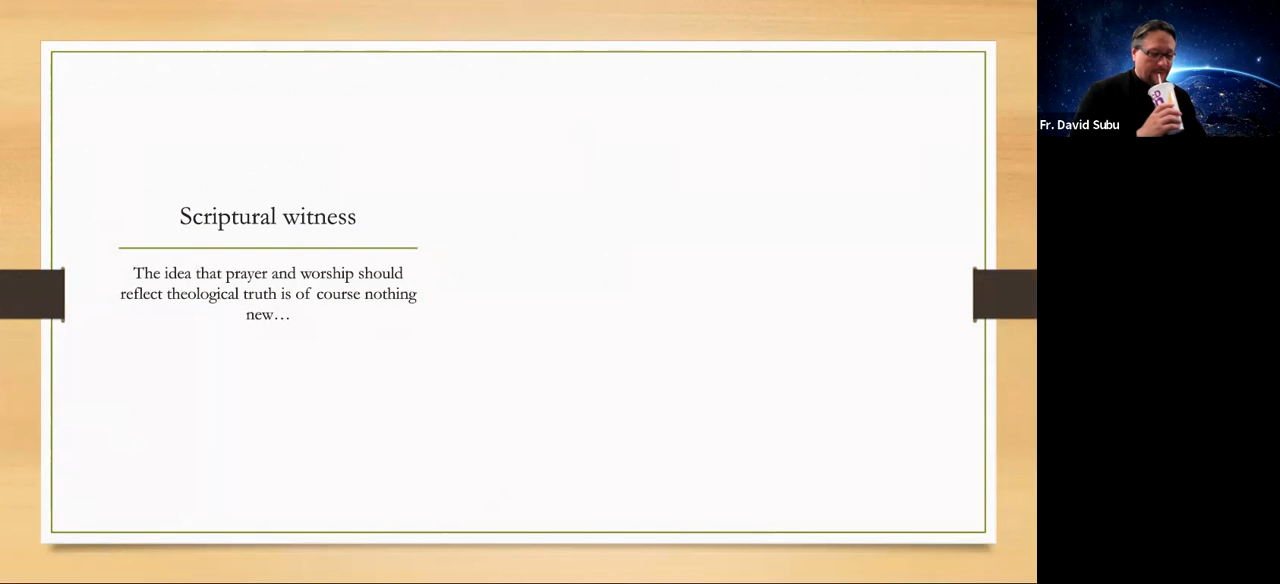 Scriptural witness
The idea that prayer and worship should
reflect theological truth is of course nothing
new…
Fr. David Subu